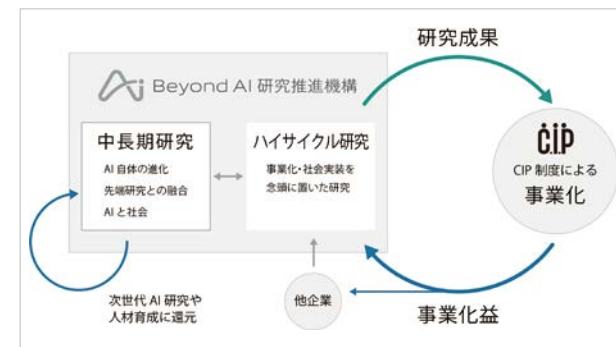 研究成果
Ai Beyond AI 研究推進機構
中長期研究
AI 自体の進化
先端研究との融合
AI と社会
ハイサイクル研究
事業化・社会実装を
念頭に置いた研究
C.I.P
CIP 制度による
事業化
次世代 AI 研究や
人材育成に還元
他企業
事業化益